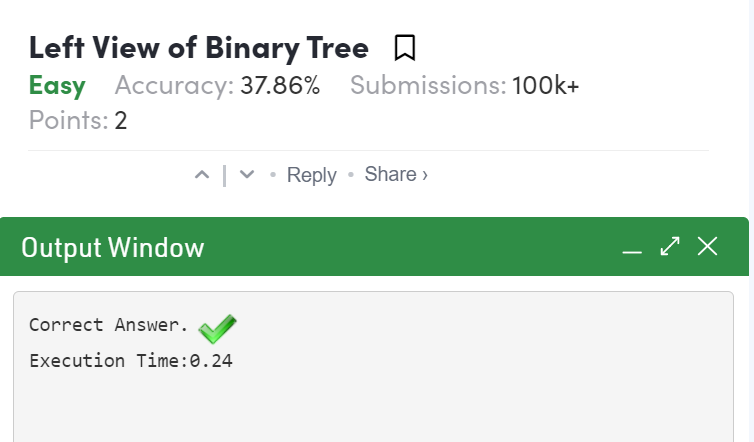 Left View of Binary Tree
Easy Accuracy: 37.86% Submissions: 100k+
Points: 2
• Reply • Share ›
Output Window
Correct Answer.
Execution Time:0.24